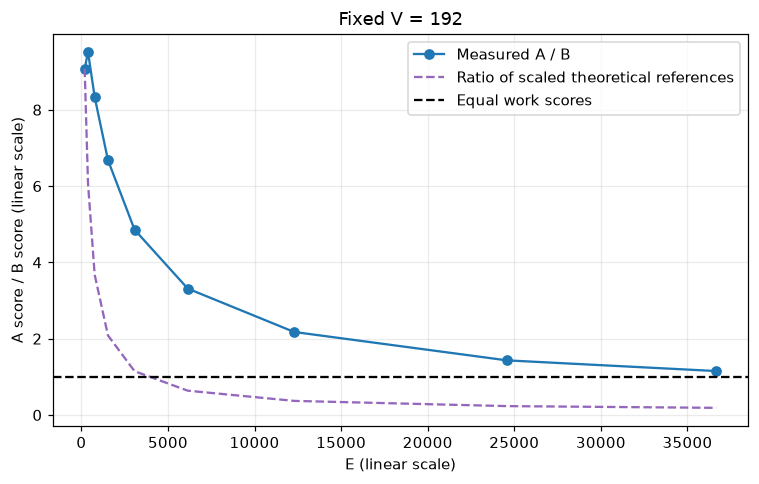 Fixed V = 192
Measured A / B
Ratio of scaled theoretical references
Equal work scores
A score / B score (linear scale)
8
6
4
2
0
0 5000 10000 15000 20000 25000 30000 35000
E (linear scale)